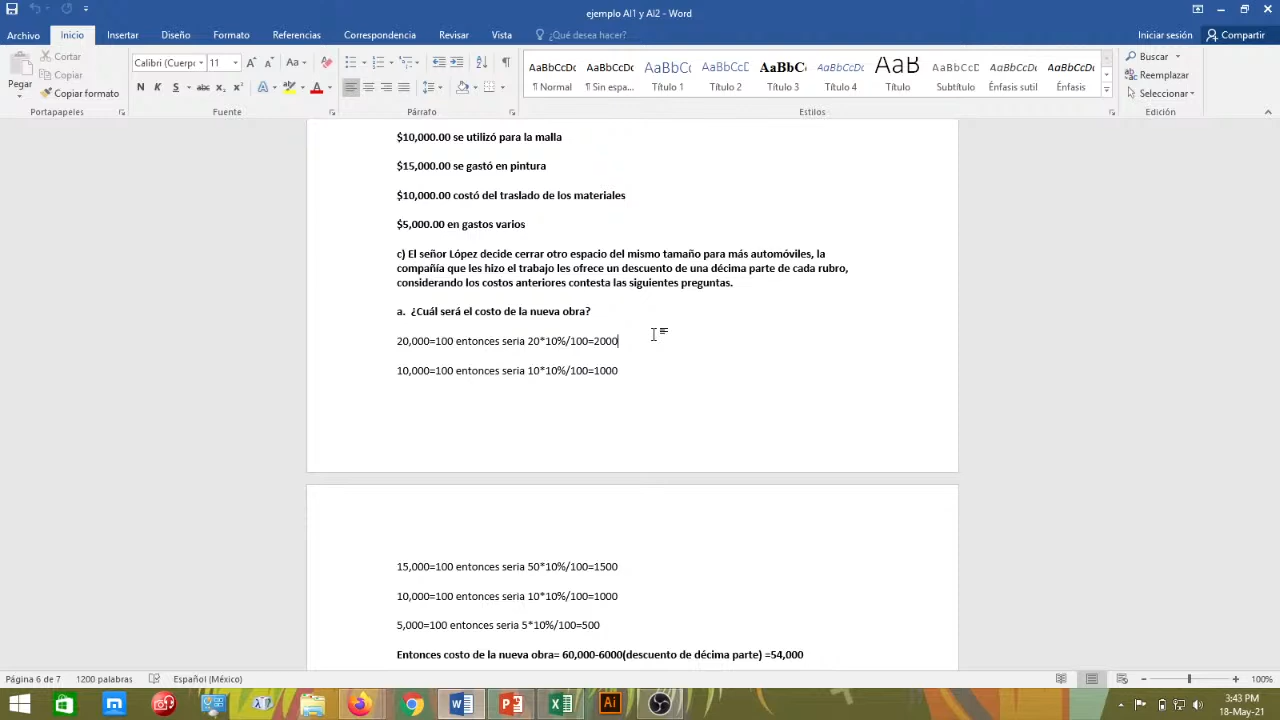 ejemplo AI1 y AI2 - Word
Archivo Inicio Insertar Diseño Formato Referencias Correspondencia Revisar Vista ¿Qué desea hacer? Iniciar sesión Compartir
Pegar
Cortar
Copiar
Copiar formato
Portapapeles
Calibri (Cuerpo 11
N K S abc x₂ x² A
Fuente
Párrafo
AaBbCcDc AaBbCcDc AaBbCc AaBbCcD AaBbC AaBbCcDc AaB AaBbCcD AaBbCcDc AaBbCcDc
¶ Normal ¶ Sin espa... Título 1 Título 2 Título 3 Título 4 Título Subtítulo Énfasis sutil Énfasis
Estilos
Buscar
Reemplazar
Seleccionar
Edición
$10,000.00 se utilizó para la malla
$15,000.00 se gastó en pintura
$10,000.00 costó del traslado de los materiales
$5,000.00 en gastos varios
c) El señor López decide cerrar otro espacio del mismo tamaño para más automóviles, la
compañía que les hizo el trabajo les ofrece un descuento de una décima parte de cada rubro,
considerando los costos anteriores contesta las siguientes preguntas.
a. ¿Cuál será el costo de la nueva obra?
20,000=100 entonces seria 20*10%/100=2000
10,000=100 entonces seria 10*10%/100=1000
15,000=100 entonces seria 50*10%/100=1500
10,000=100 entonces seria 10*10%/100=1000
5,000=100 entonces seria 5*10%/100=500
Entonces costo de la nueva obra= 60,000-6000(descuento de décima parte) =54,000
Página 6 de 7 1200 palabras Español (México) 100%
3:43 PM
18-May-21